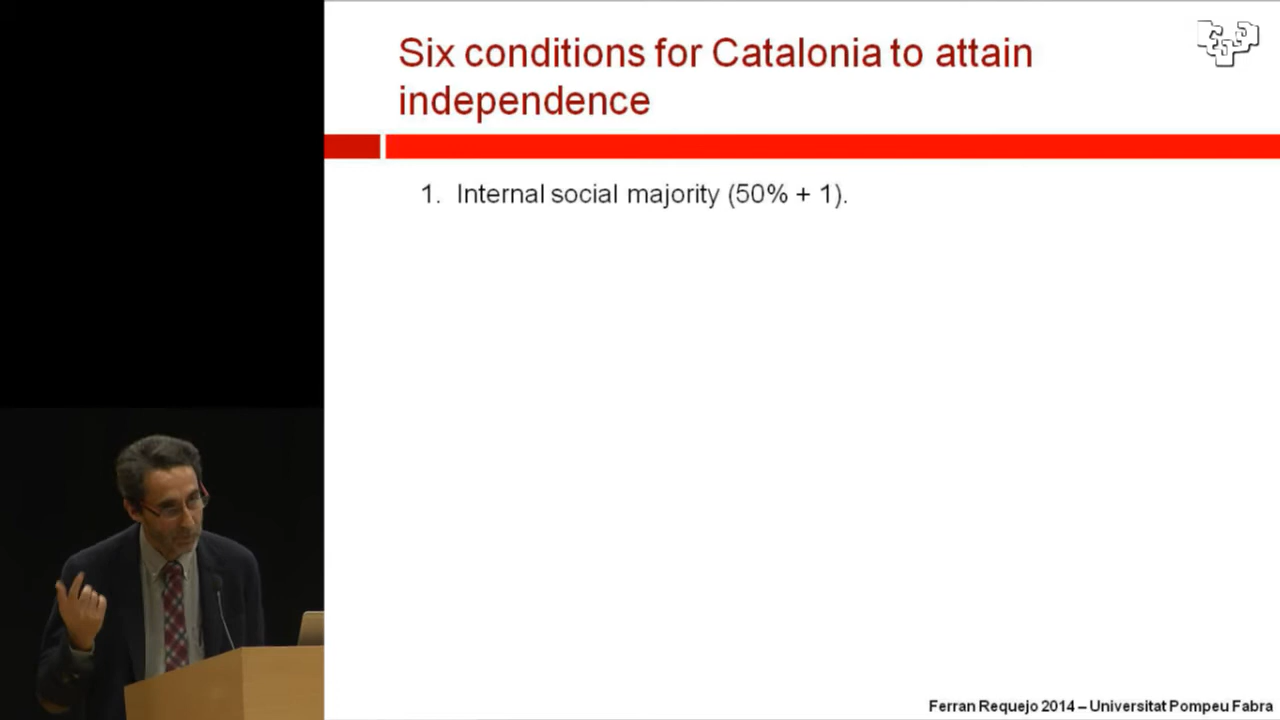 Six conditions for Catalonia to attain
independence
1. Internal social majority (50% + 1).
Ferran Requejo 2014 – Universitat Pompeu Fabra